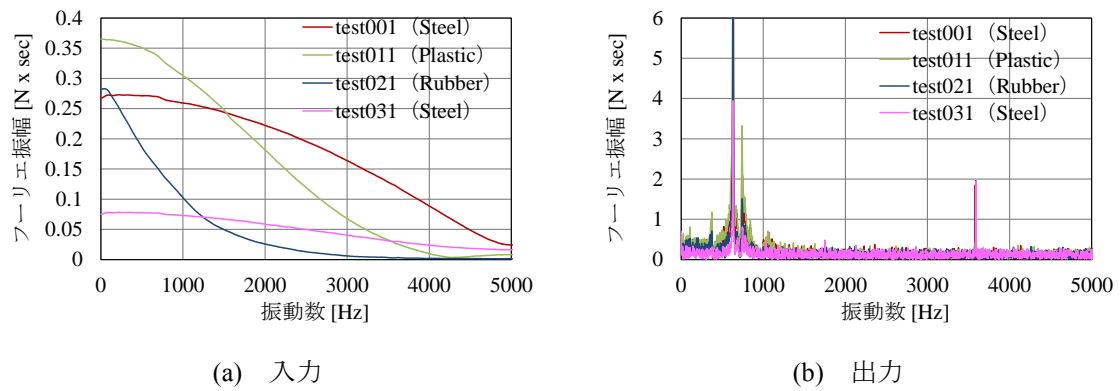 フーリエ振幅 [N x sec]
0.4
0.35
0.3
0.25
0.2
0.15
0.1
0.05
0
test001（Steel）
test011（Plastic）
test021（Rubber）
test031（Steel）
0 1000 2000 3000 4000 5000
振動数 [Hz]
(a) 入力
フーリエ振幅 [N x sec]
6
5
4
3
2
1
0
test001（Steel）
test011（Plastic）
test021（Rubber）
test031（Steel）
0 1000 2000 3000 4000 5000
振動数 [Hz]
(b) 出力